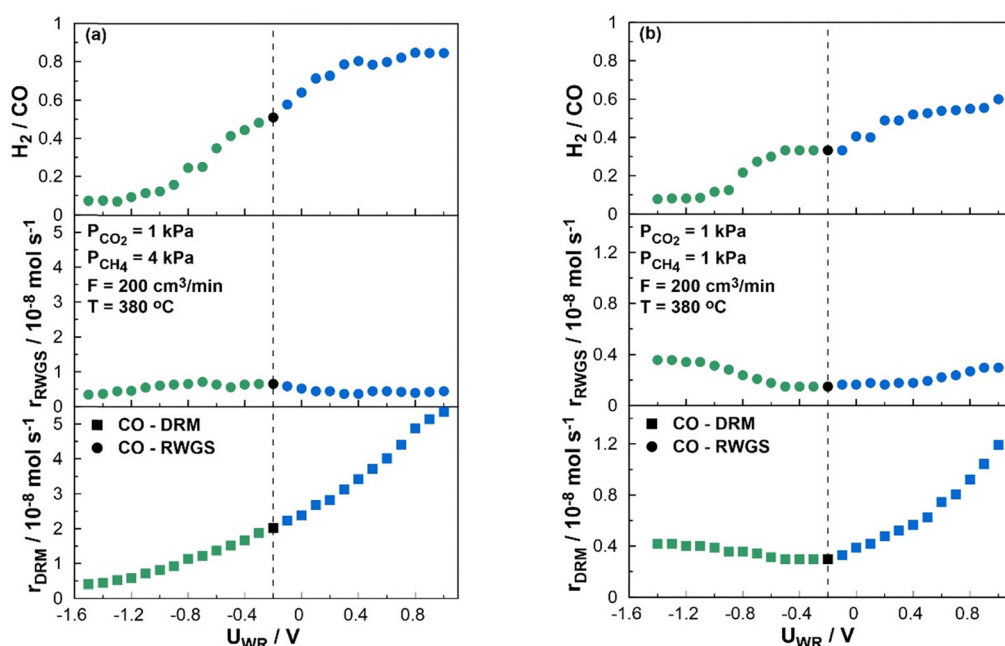 (a)
H2 / CO
1
0.8
0.6
0.4
0.2
0
PCO2 = 1 kPa
PCH4 = 4 kPa
F = 200 cm3/min
T = 380 oC
rRWGS / 10-8 mol s-1
5
4
3
2
1
0
CO - DRM
CO - RWGS
rDRM / 10-8 mol s-1
5
4
3
2
1
0
-1.6 -1.2 -0.8 -0.4 0 0.4 0.8
UWR / V
(b)
H2 / CO
1
0.8
0.6
0.4
0.2
0
PCO2 = 1 kPa
PCH4 = 1 kPa
F = 200 cm3/min
T = 380 oC
rRWGS / 10-8 mol s-1
1.2
0.8
0.4
0
CO - DRM
CO - RWGS
rDRM / 10-8 mol s-1
1.2
0.8
0.4
0
-1.6 -1.2 -0.8 -0.4 0 0.4 0.8
UWR / V